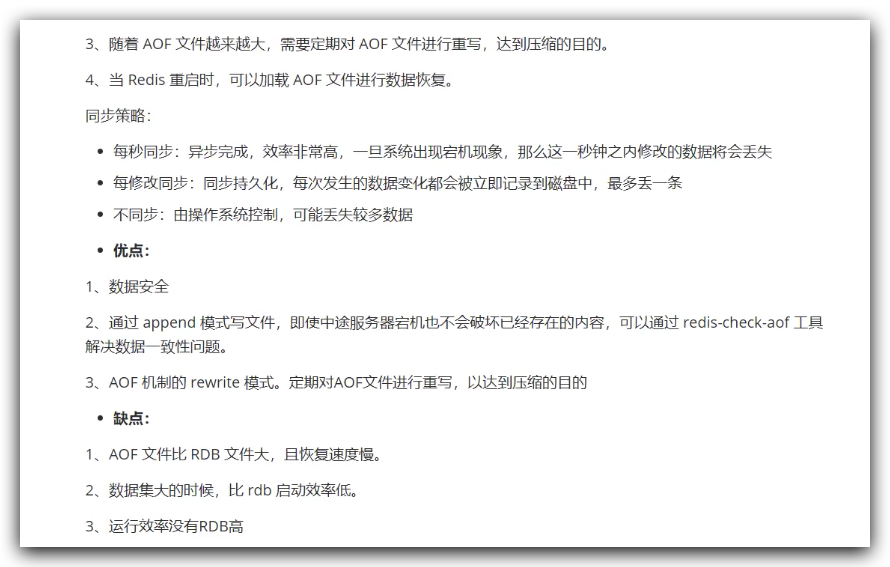 3、随着 AOF 文件越来越大，需要定期对 AOF 文件进行重写，达到压缩的目的。
4、当 Redis 重启时，可以加载 AOF 文件进行数据恢复。
同步策略：
• 每秒同步：异步完成，效率非常高，一旦系统出现宕机现象，那么这一秒钟之内修改的数据将会丢失
• 每修改同步：同步持久化，每次发生的数据变化都会被立即记录到磁盘中，最多丢一条
• 不同步：由操作系统控制，可能丢失较多数据
• 优点：
1、数据安全
2、通过 append 模式写文件，即使中途服务器宕机也不会破坏已经存在的内容，可以通过 redis-check-aof 工具
解决数据一致性问题。
3、AOF 机制的 rewrite 模式。定期对AOF文件进行重写，以达到压缩的目的
• 缺点：
1、AOF 文件比 RDB 文件大，且恢复速度慢。
2、数据集大的时候，比 rdb 启动效率低。
3、运行效率没有RDB高